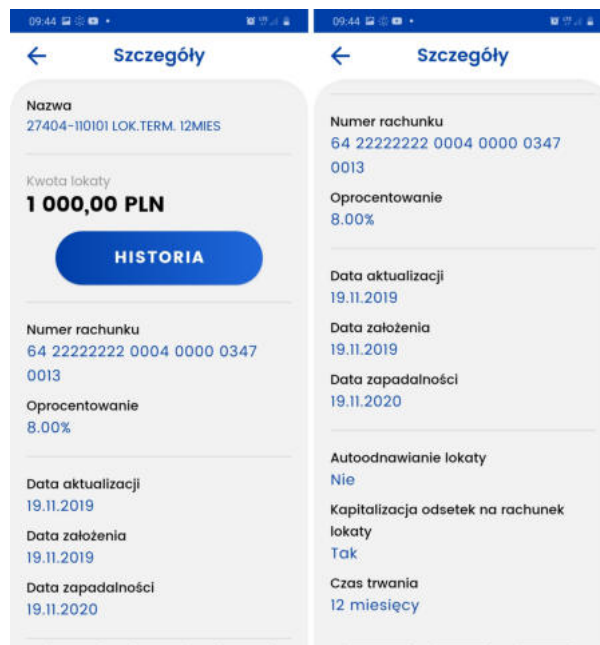 09:44
Szczegóły
Nazwa
27404-110101 LOK.TERM. 12MIES
Kwota lokaty
1 000,00 PLN
HISTORIA
Numer rachunku
64 22222222 0004 0000 0347
0013
Oprocentowanie
8.00%
Data aktualizacji
19.11.2019
Data założenia
19.11.2019
Data zapadalności
19.11.2020
09:44
Szczegóły
Numer rachunku
64 22222222 0004 0000 0347
0013
Oprocentowanie
8.00%
Data aktualizacji
19.11.2019
Data założenia
19.11.2019
Data zapadalności
19.11.2020
Autoodnawianie lokaty
Nie
Kapitalizacja odsetek na rachunek
lokaty
Tak
Czas trwania
12 miesięcy